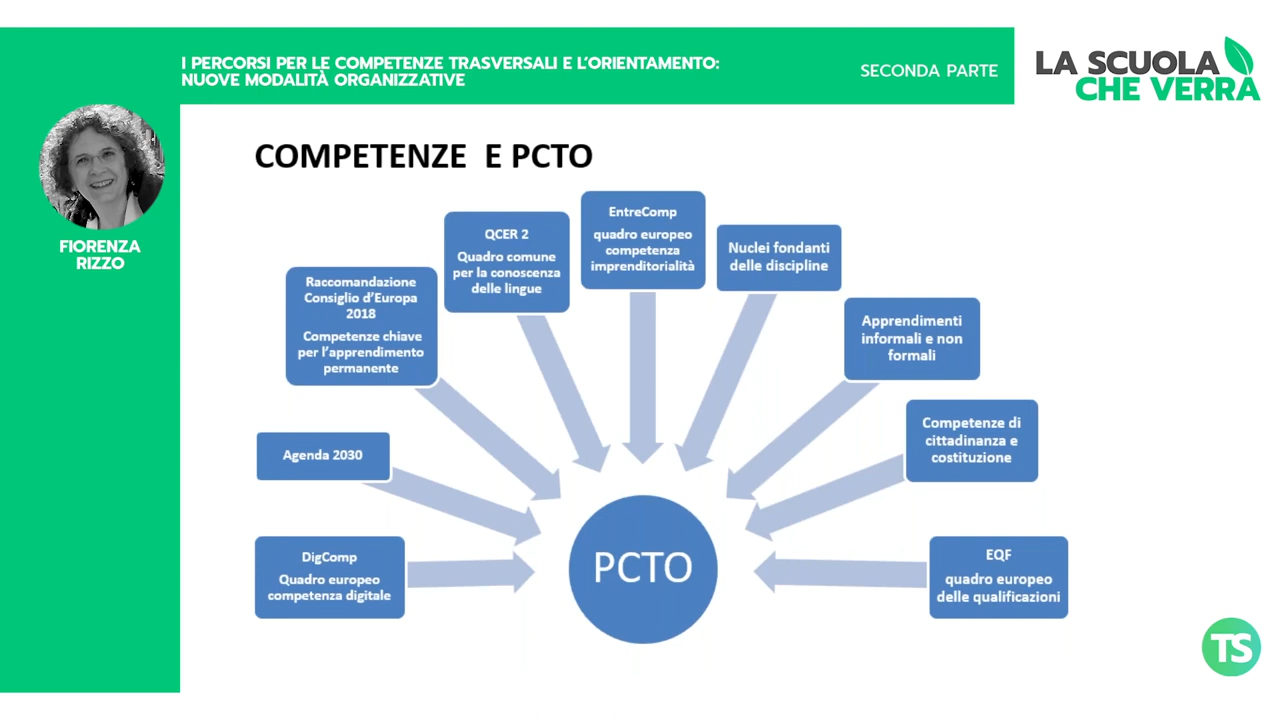 I PERCORSI PER LE COMPETENZE TRASVERSALI E L'ORIENTAMENTO:
NUOVE MODALITÀ ORGANIZZATIVE
SECONDA PARTE
LA SCUOLA
CHE VERRÀ
FIORENZA
RIZZO
COMPETENZE E PCTO
DigComp
Quadro europeo
competenza digitale
Agenda 2030
Raccomandazione
Consiglio d'Europa
2018
Competenze chiave
per l'apprendimento
permanente
QCER 2
Quadro comune
per la conoscenza
delle lingue
EntreComp
quadro europeo
competenza
imprenditorialità
Nuclei fondanti
delle discipline
Apprendimenti
informali e non
formali
Competenze di
cittadinanza e
costituzione
EQF
quadro europeo
delle qualificazioni
PCTO
TS